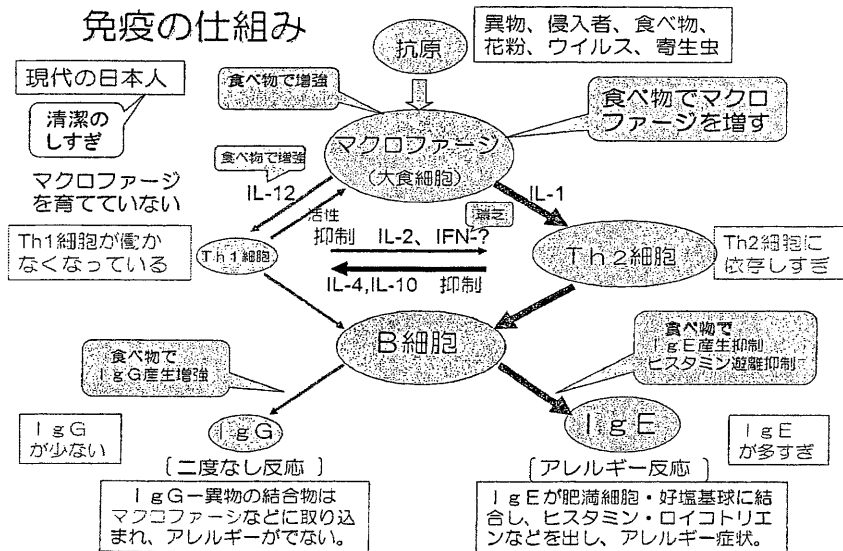 免疫の仕組み
抗原
異物、侵入者、食べ物、
花粉、ウイルス、寄生虫
現代の日本人
清潔の
しすぎ
マクロファージ
を育てていない
食べ物で増強
食べ物でマクロ
ファージを増す
マクロファージ
(大食細胞)
食べ物で増強
IL-12
活性
IL-1
霊芝
抑制 IL-2、IFN-?
IL-4,IL-10 抑制
Th1細胞が働か
なくなっている
Th1細胞
Th2細胞
Th2細胞に
依存しすぎ
B細胞
食べ物で
IgG産生増強
食べ物で
IgE産生抑制
ヒスタミン遊離抑制
IgG
が少ない
IgG
IgE
IgE
が多すぎ
〔二度なし反応〕
〔アレルギー反応〕
IgG-異物の結合物は
マクロファージなどに取り込
まれ、アレルギーがでない。
IgEが肥満細胞・好塩基球に結
合し、ヒスタミン・ロイコトリエ
ンなどを出し、アレルギー症状。